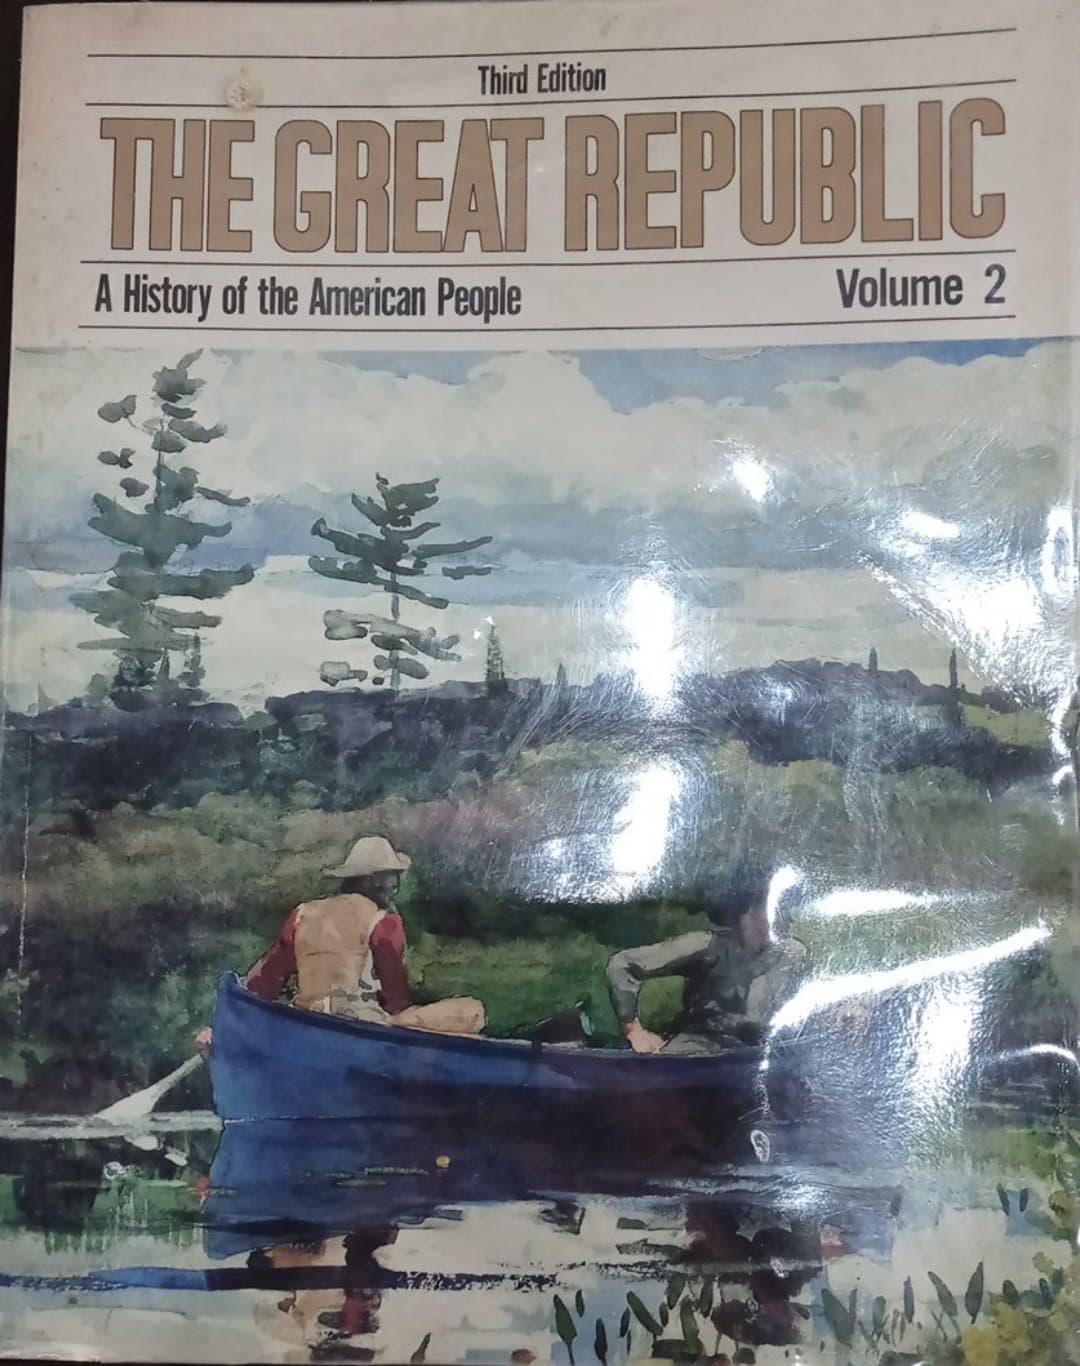 Third Edition
THE GREAT REPUBLIC
A History of the American People
Volume 2